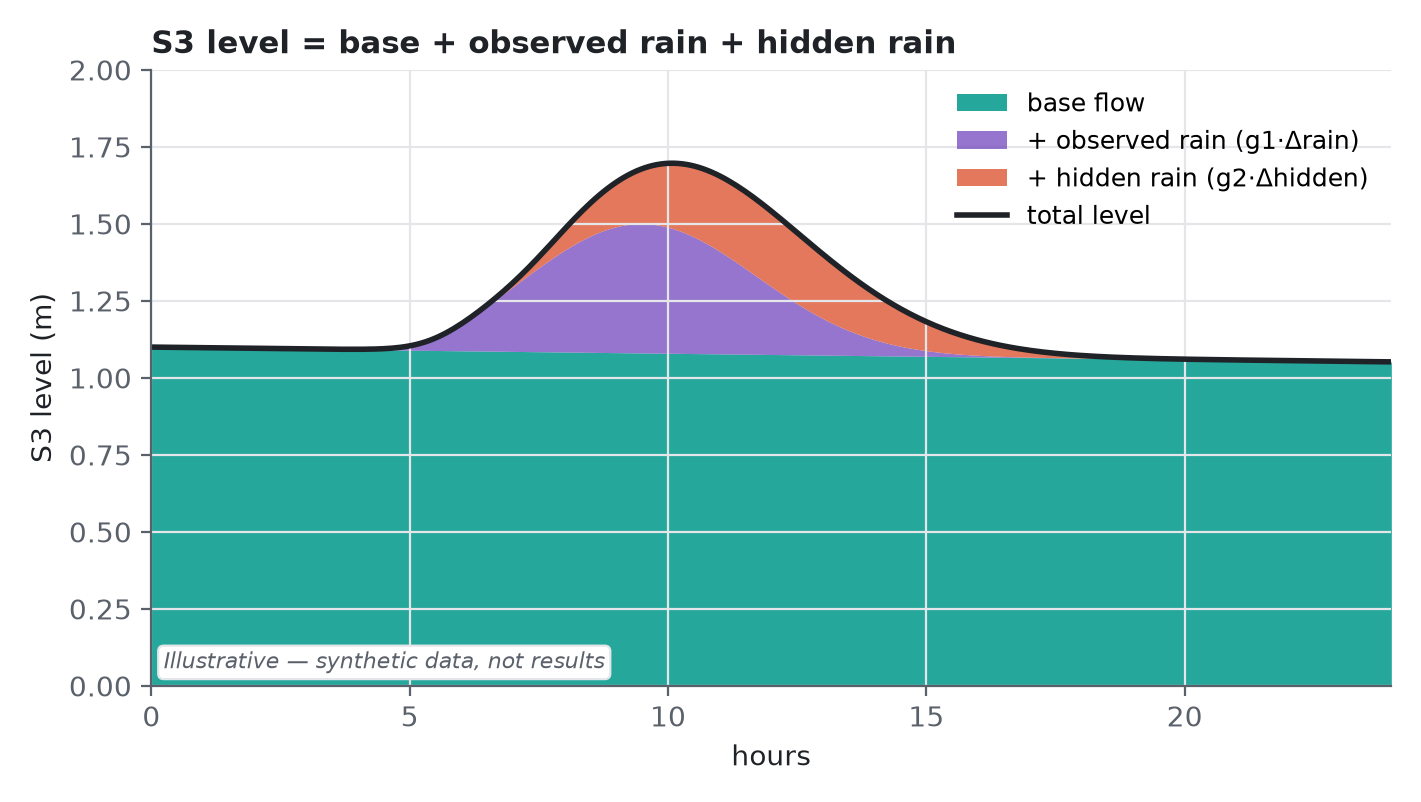 S3 level = base + observed rain + hidden rain
2.00
1.75
1.50
1.25
1.00
0.75
0.50
0.25
0.00
S3 level (m)
base flow
+ observed rain (g1·Δrain)
+ hidden rain (g2·Δhidden)
total level
Illustrative — synthetic data, not results
0 5 10 15 20
hours